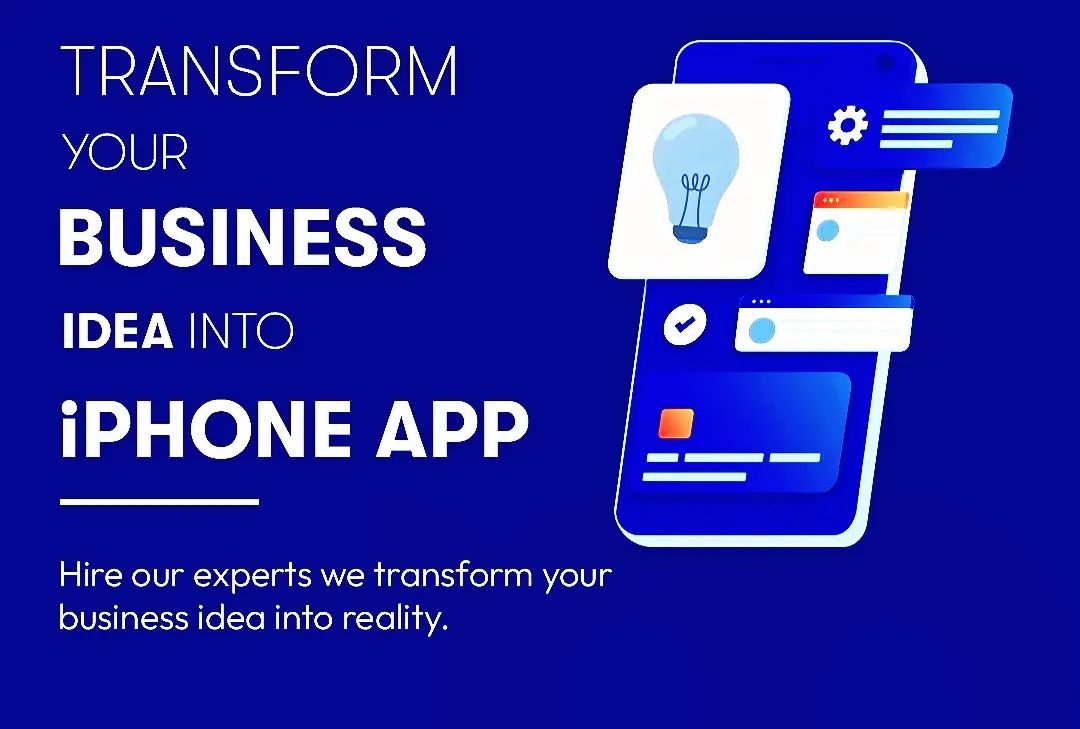 TRANSFORM
YOUR
BUSINESS
IDEA INTO
iPHONE APP
Hire our experts we transform your
business idea into reality.